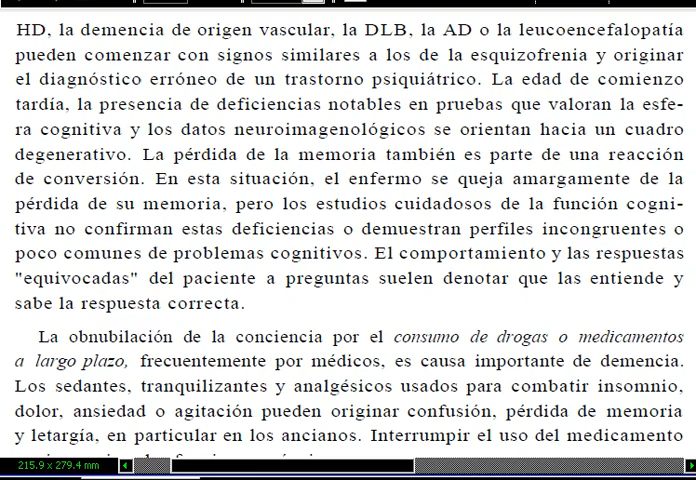 HD, la demencia de origen vascular, la DLB, la AD o la leucoencefalopatía
pueden comenzar con signos similares a los de la esquizofrenia y originar
el diagnóstico erróneo de un trastorno psiquiátrico. La edad de comienzo
tardía, la presencia de deficiencias notables en pruebas que valoran la esfe-
ra cognitiva y los datos neuroimagenológicos se orientan hacia un cuadro
degenerativo. La pérdida de la memoria también es parte de una reacción
de conversión. En esta situación, el enfermo se queja amargamente de la
pérdida de su memoria, pero los estudios cuidadosos de la función cogni-
tiva no confirman estas deficiencias o demuestran perfiles incongruentes o
poco comunes de problemas cognitivos. El comportamiento y las respuestas
"equivocadas" del paciente a preguntas suelen denotar que las entiende y
sabe la respuesta correcta.
La obnubilación de la conciencia por el consumo de drogas o medicamentos
a largo plazo, frecuentemente por médicos, es causa importante de demencia.
Los sedantes, tranquilizantes y analgésicos usados para combatir insomnio,
dolor, ansiedad o agitación pueden originar confusión, pérdida de memoria
y letargía, en particular en los ancianos. Interrumpir el uso del medicamento
215.9 x 279.4 mm